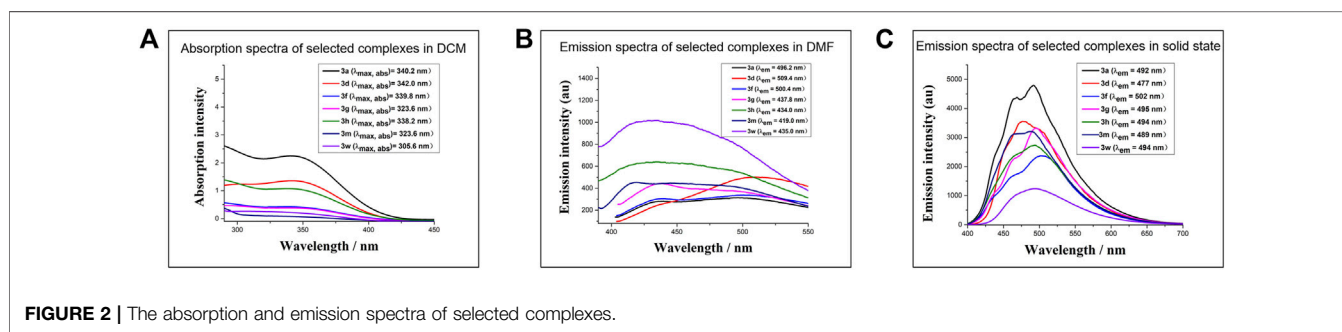 A
Absorption spectra of selected complexes in DCM
3a (λmax, abs)= 340.2 nm）
3d (λmax, abs)= 342.0 nm）
3f (λmax, abs)= 339.8 nm）
3g (λmax, abs)= 323.6 nm）
3h (λmax, abs)= 338.2 nm）
3m (λmax, abs)= 323.6 nm）
3w (λmax, abs)= 305.6 nm）
Absorption intensity
5
4
3
2
1
0
300 350 400 450
Wavelength / nm
B
Emission spectra of selected complexes in DMF
3a (λem = 496.2 nm）
3d (λem = 509.4 nm）
3f (λem = 500.4 nm）
3g (λem = 437.8 nm）
3h (λem = 434.0 nm）
3m (λem = 419.0 nm）
3w (λem = 435.0 nm）
Emission intensity (au)
1400
1200
1000
800
600
400
200
400 450 500 550
Wavelength / nm
C
Emission spectra of selected complexes in solid state
3a (λem = 492 nm）
3d (λem = 477 nm）
3f (λem = 502 nm）
3g (λem = 495 nm）
3h (λem = 494 nm）
3m (λem = 489 nm）
3w (λem = 494 nm）
Emission intensity (au)
5000
4000
3000
2000
1000
0
400 450 500 550 600 650 700
Wavelength / nm
FIGURE 2 | The absorption and emission spectra of selected complexes.